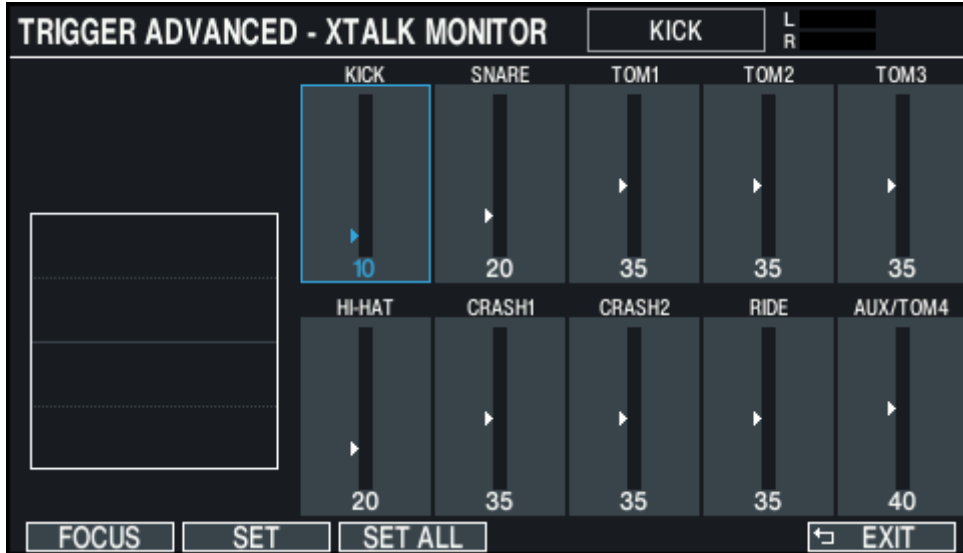 TRIGGER ADVANCED - XTALK MONITOR KICK L
R
KICK SNARE TOM1 TOM2 TOM3
10 20 35 35 35
HI-HAT CRASH1 CRASH2 RIDE AUX/TOM4
20 35 35 35 40
FOCUS SET SET ALL EXIT